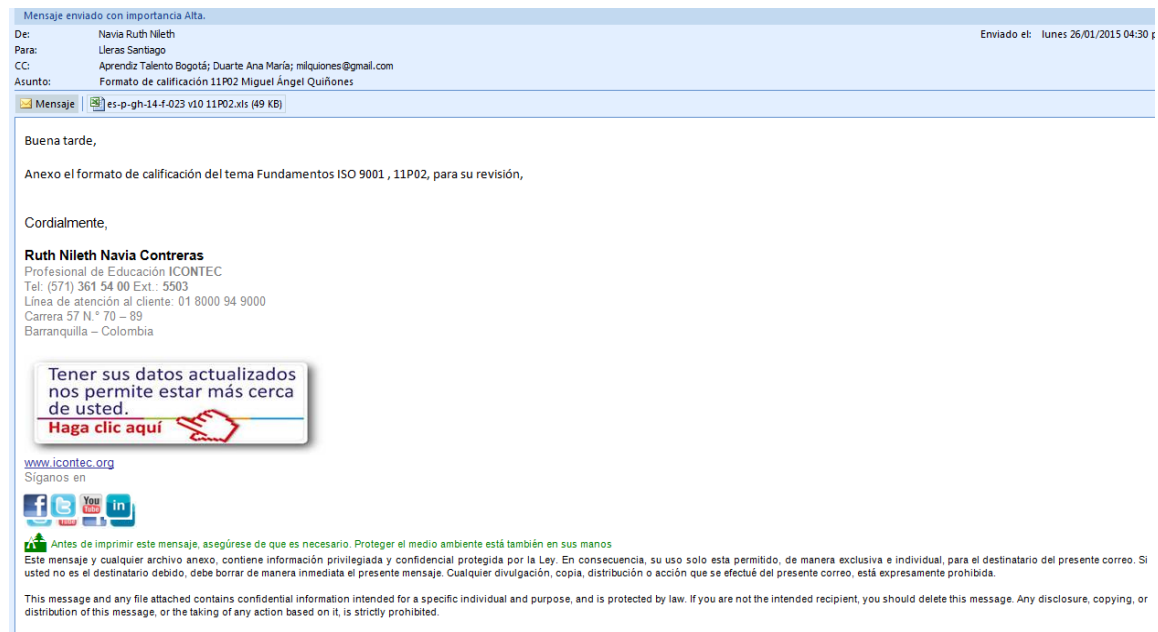 Mensaje enviado con importancia Alta.
De: Navia Ruth Nileth Enviado el: lunes 26/01/2015 04:30 p
Para: Lleras Santiago
CC: Aprendiz Talento Bogotá; Duarte Ana María; milquiones@gmail.com
Asunto: Formato de calificación 11P02 Miguel Ángel Quiñones
Mensaje es-p-gh-14-f-023 v10 11P02.xls (49 KB)
Buena tarde,
Anexo el formato de calificación del tema Fundamentos ISO 9001 , 11P02, para su revisión,
Cordialmente,
Ruth Nileth Navia Contreras
Profesional de Educación ICONTEC
Tel: (571) 361 54 00 Ext.: 5503
Línea de atención al cliente: 01 8000 94 9000
Carrera 57 N.° 70 – 89
Barranquilla – Colombia
Tener sus datos actualizados
nos permite estar más cerca
de usted.
Haga clic aquí
www.icontec.org
Síganos en
f You Tube in
Antes de imprimir este mensaje, asegúrese de que es necesario. Proteger el medio ambiente está también en sus manos
Este mensaje y cualquier archivo anexo, contiene información privilegiada y confidencial protegida por la Ley. En consecuencia, su uso solo esta permitido, de manera exclusiva e individual, para el destinatario del presente correo. Si
usted no es el destinatario debido, debe borrar de manera inmediata el presente mensaje. Cualquier divulgación, copia, distribución o acción que se efectué del presente correo, está expresamente prohibida.
This message and any file attached contains confidential information intended for a specific individual and purpose, and is protected by law. If you are not the intended recipient, you should delete this message. Any disclosure, copying, or
distribution of this message, or the taking of any action based on it, is strictly prohibited.